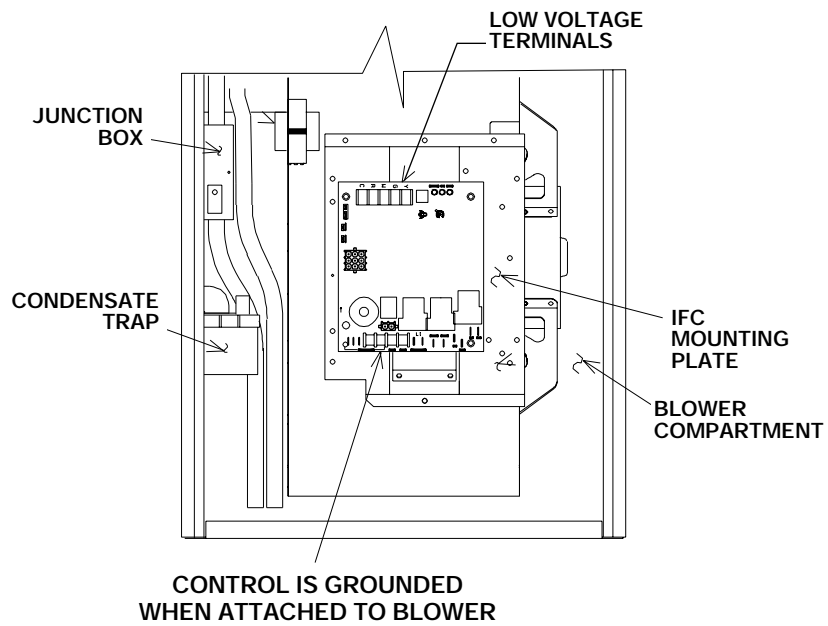 LOW VOLTAGE
TERMINALS
JUNCTION
BOX
C R W G Y
CONDENSATE
TRAP
IFC
MOUNTING
PLATE
BLOWER
COMPARTMENT
CONTROL IS GROUNDED
WHEN ATTACHED TO BLOWER